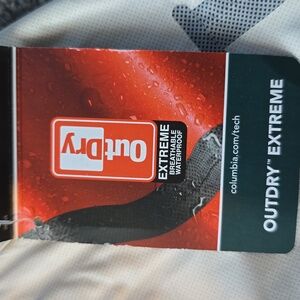 OutDry
EXTREME
BREATHABLE
WATERPROOF
columbia.com/tech
OUTDRY™ EXTREME